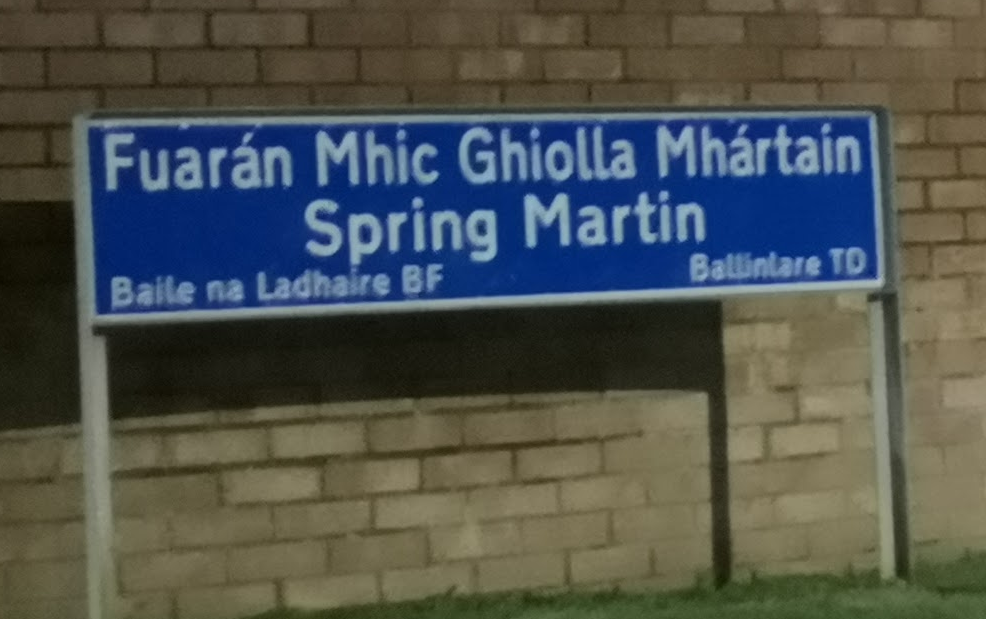 Fuarán Mhic Ghiolla Mhártain
Spring Martin
Baile na Ladhaire BF
Ballinlare TD